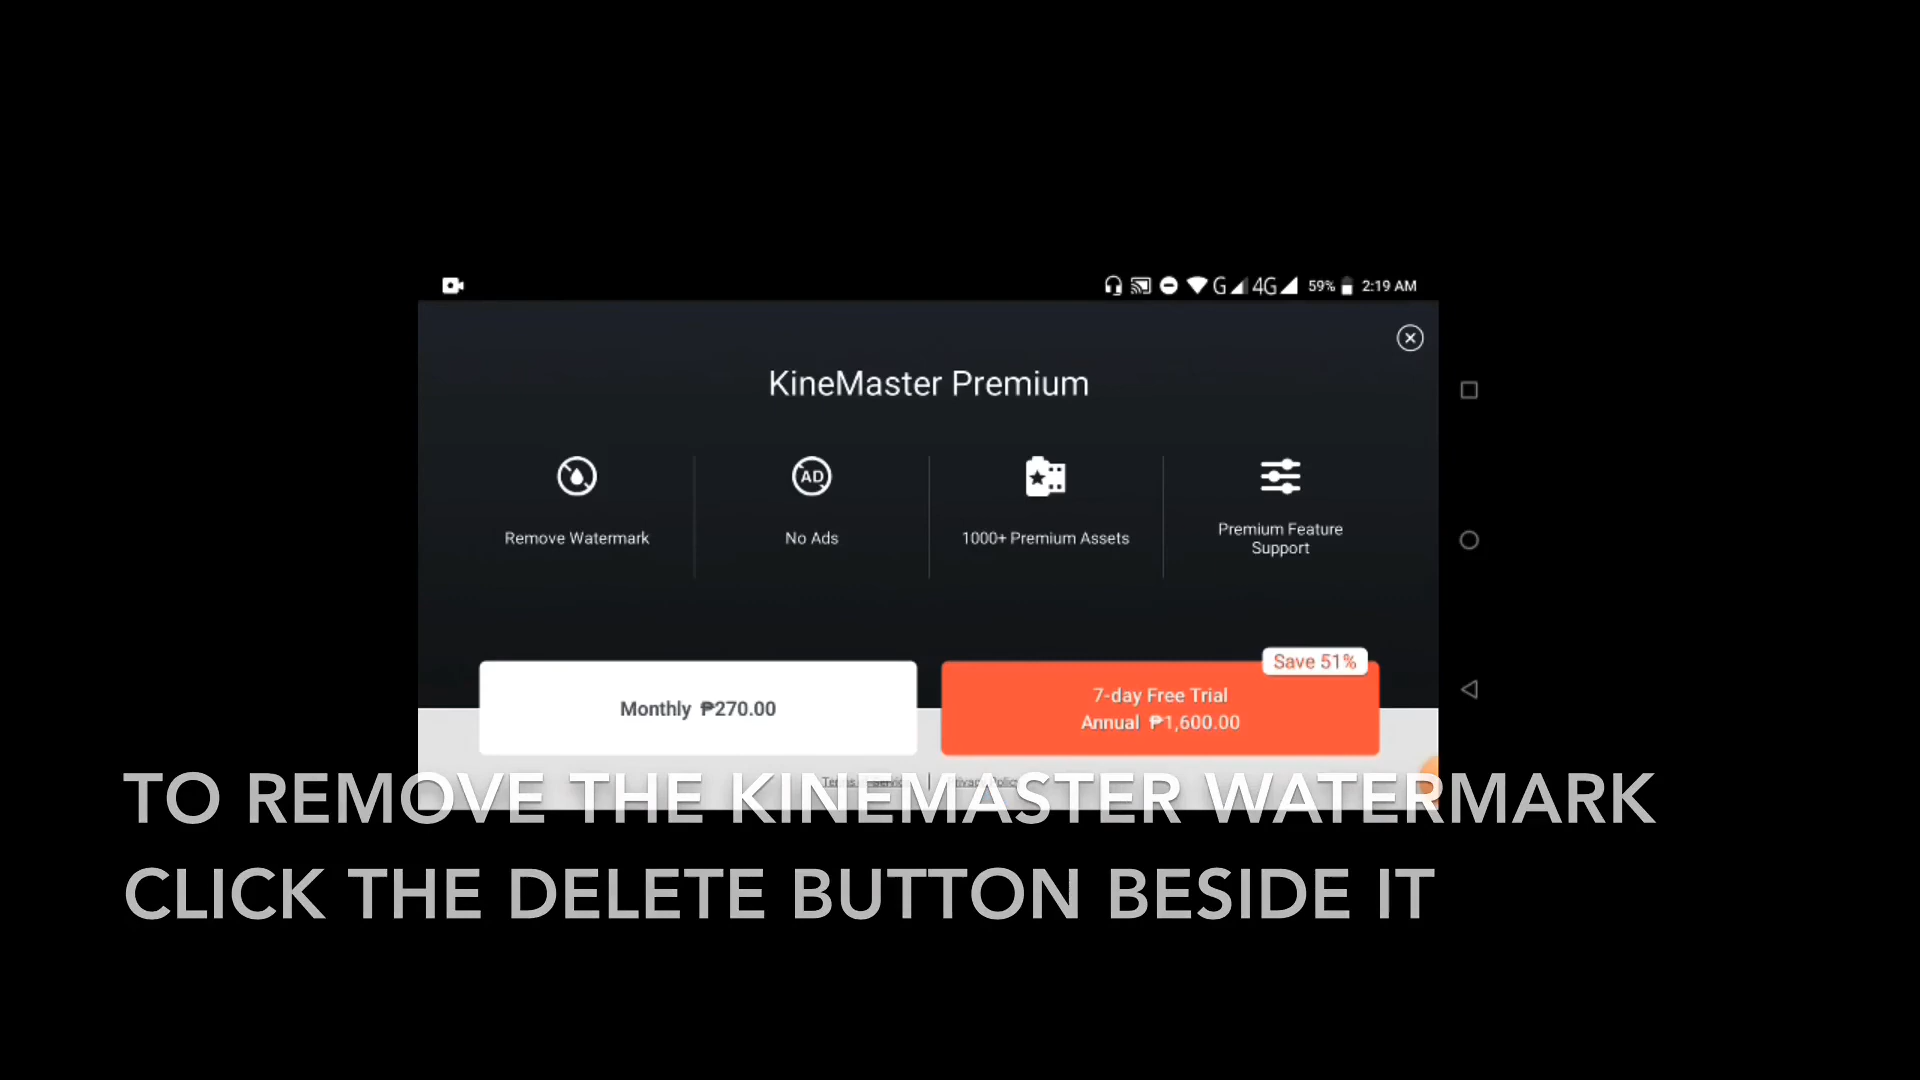 G 4G 59% 2:19 AM
KineMaster Premium
AD
Remove Watermark
No Ads
1000+ Premium Assets
Premium Feature
Support
Save 51%
Monthly ₱270.00
7-day Free Trial
Annual ₱1,600.00
TO REMOVE THE KINEMASTER WATERMARK
CLICK THE DELETE BUTTON BESIDE IT